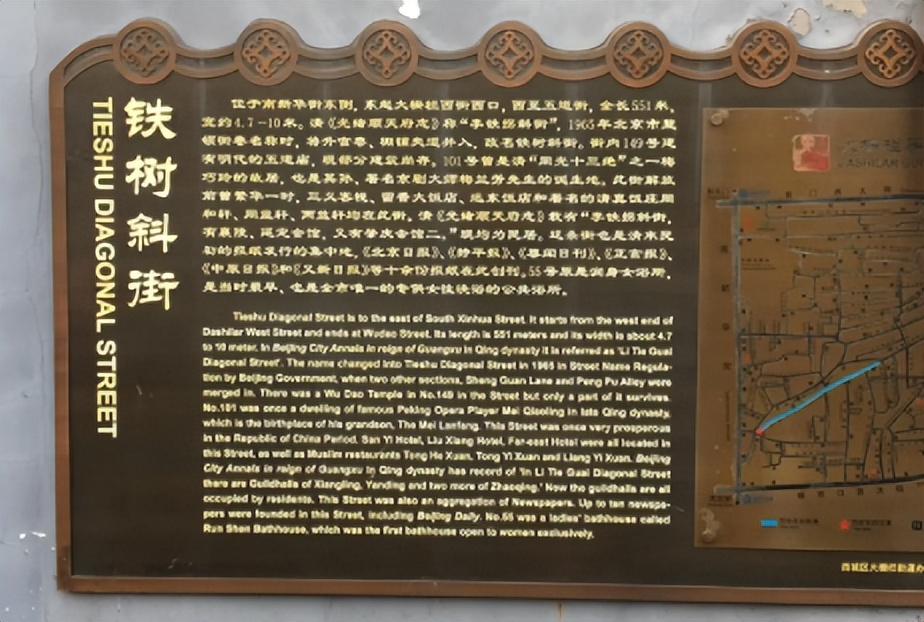 铁树斜街
TIESHU DIAGONAL STREET
位于南新华街东侧，东起大栅栏西街西口，西至五道街，全长551米，
宽约4.7-10米。清《光绪顺天府志》称“李铁拐斜街”，1965年北京市整
顿街巷名称时，将升官巷、棚铺夹道并入，改名铁树斜街。街内149号建
有明代的五道庙，现部分建筑尚存。101号曾是清“同光十三绝”之一梅
巧玲的故居，也是其孙、著名京剧大师梅兰芳先生的诞生地。此街解放
前曾繁华一时，三义客栈、留香大饭店、远东饭店和著名的清真饭庄同
和轩、同益轩、两益轩均在此街。清《光绪顺天府志》载有“李铁拐斜街，
有襄陵、延定会馆，又有肇庆会馆二。”现均为民居。这条街也是清末民
初的报纸发行的集中地，《北京日报》、《京报》、《粤闻日刊》、《正宗报》、
《中原日报》和《又新日报》等十余份报纸在此创刊。55号原是润身女浴所，
是当时最早、也是全市唯一的专供女性洗浴的公共浴所。
Tieshu Diagonal Street is to the east of South Xinhua Street. It starts from the west end of
Dashilar West Street and ends at Wudao Street. Its length is 551 meters and its width is about 4.7
to 10 meter. In Beijing City Annals in reign of Guangxu in Qing dynasty it is referred as 'Li Tie Guai
Diagonal Street'. The name changed into Tieshu Diagonal Street in 1965 in Street Name Regula-
tion by Beijing Government, when two other sections, Sheng Guan Lane and Peng Pu Alley were
merged in. There was a Wu Dao Temple in No.149 in the Street but only a part of it survives.
No.101 was once a dwelling of famous Peking Opera Player Mei Qiaoling in late Qing dynasty,
which is the birthplace of his grandson, The Mei Lanfang. This Street was once very prosperous
in the Republic of China Period. San Yi Hotel, Liu Xiang Hotel, Far-east Hotel were all located in
this Street, as well as Muslim restaurants Tong He Xuan, Tong Yi Xuan and Liang Yi Xuan. Beijing
City Annals in reign of Guangxu in Qing dynasty has record of 'In Li Tie Guai Diagonal Street
there are Guildhalls of Xiangling, Yanding and two more of Zhaoqing.' Now the guildhalls are all
occupied by residents. This Street was also an aggregation of Newspapers. Up to ten newspa-
pers were founded in this Street, including Beijing Daily. No.55 was a ladies' bathhouse called
Run Shen Bathhouse, which was the first bathhouse open to women exclusively.
西城区大栅栏街道办